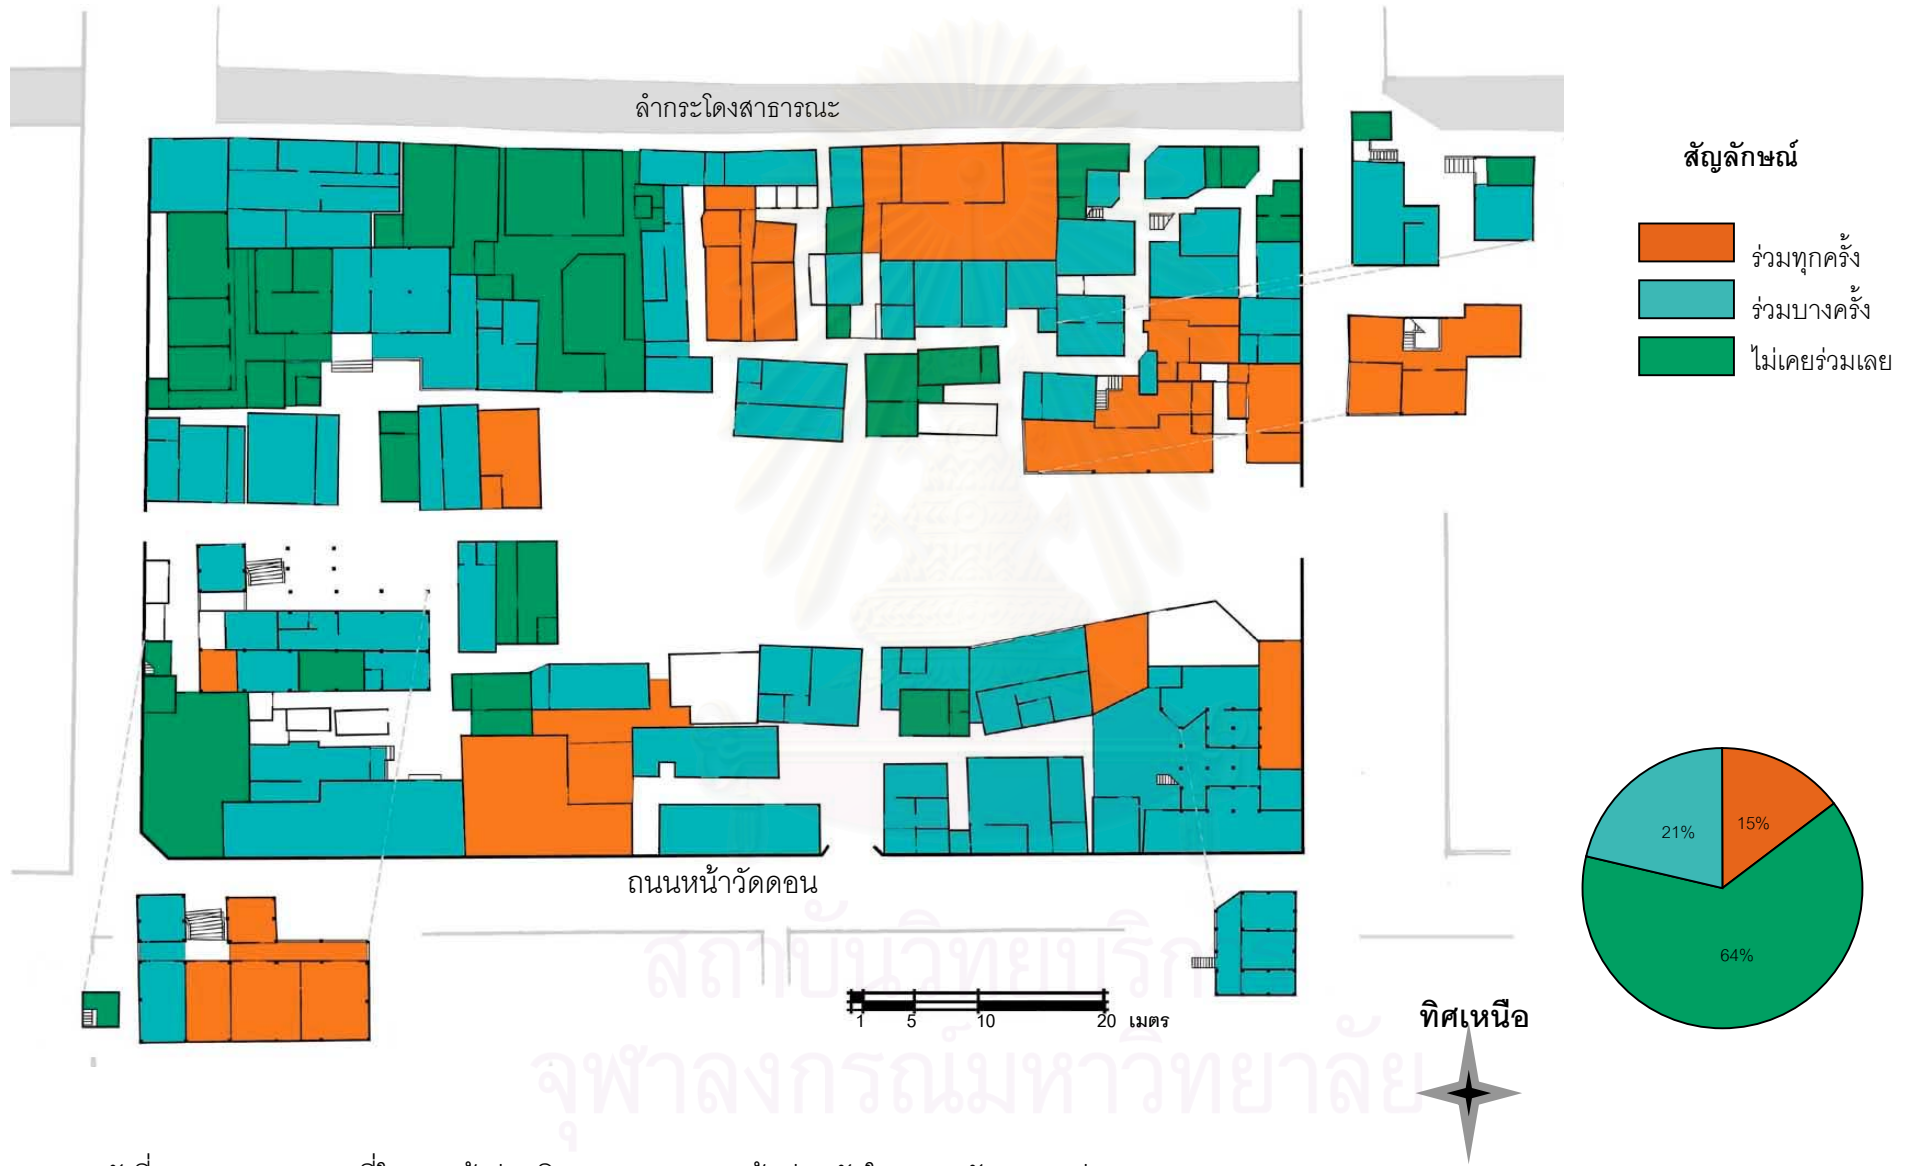 ลำกระโดงสาธารณะ
สัญลักษณ์
ร่วมทุกครั้ง
ร่วมบางครั้ง
ไม่เคยร่วมเลย
21%
15%
64%
ถนนหน้าวัดดอน
สถาบันวิทยบริก
1 5 10 20 เมตร
ทิศเหนือ
จุฬาลงกรณ์มหาวิทยาลัย